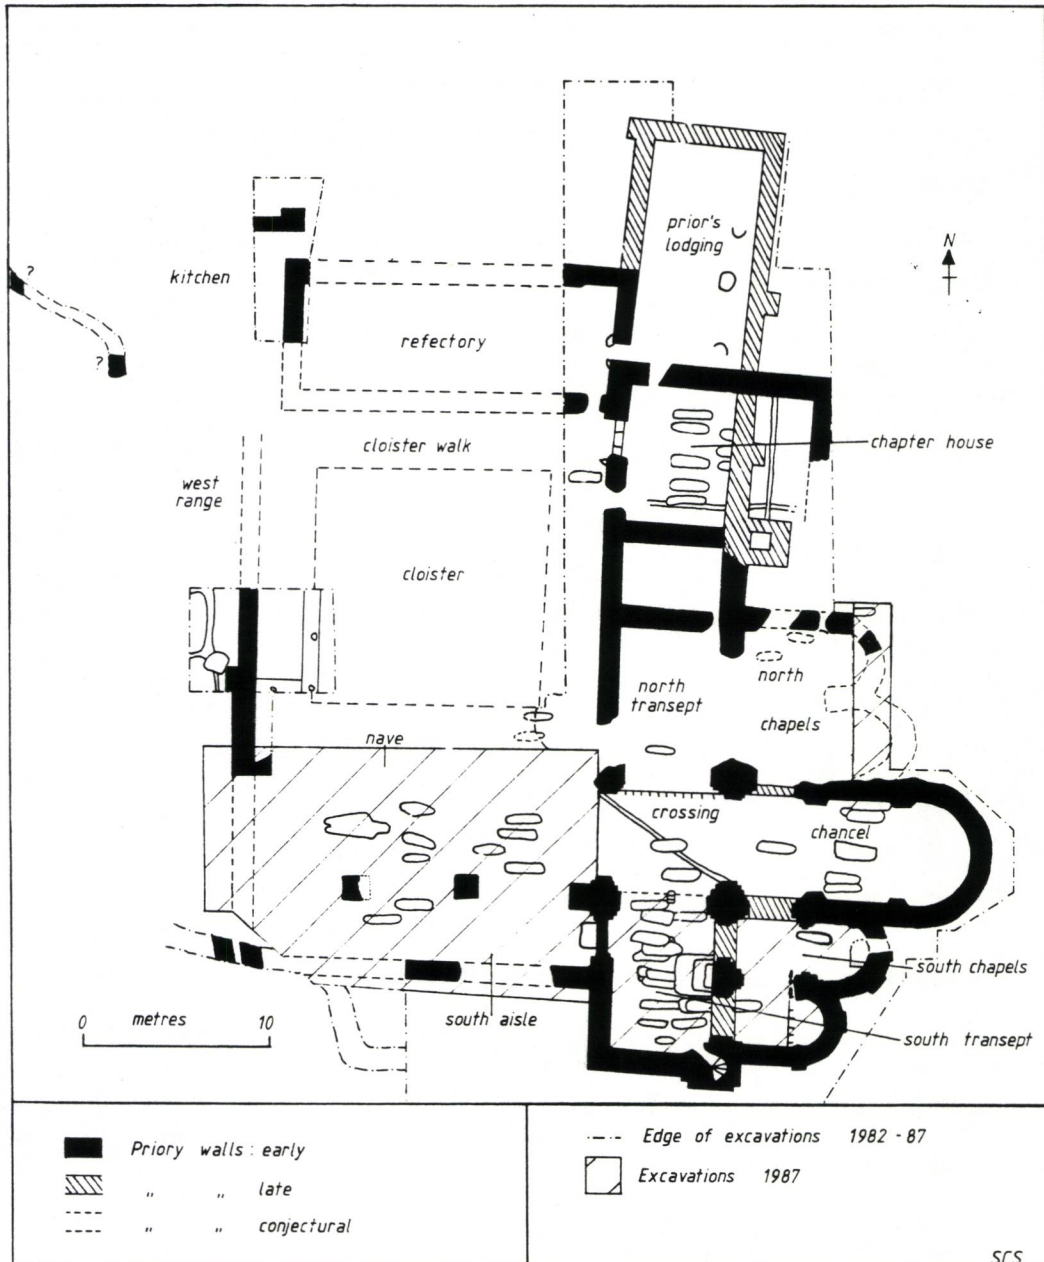 prior's
lodging
N
?
kitchen
?
refectory
cloister walk
chapter house
west
range
cloister
north
transept
north
chapels
nave
crossing
chancel
south chapels
0 metres 10
south aisle
south transept
Priory walls : early
„ „ late
„ „ conjectural
Edge of excavations 1982 - 87
Excavations 1987
SCS